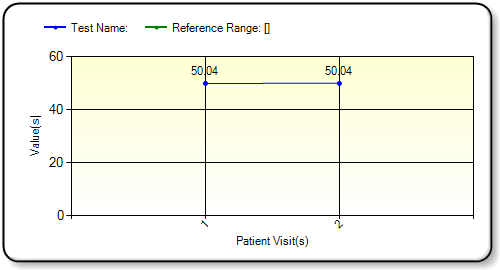 Test Name: Reference Range: []
60
50.04 50.04
40
20
0
Value(s)
1 2
Patient Visit(s)